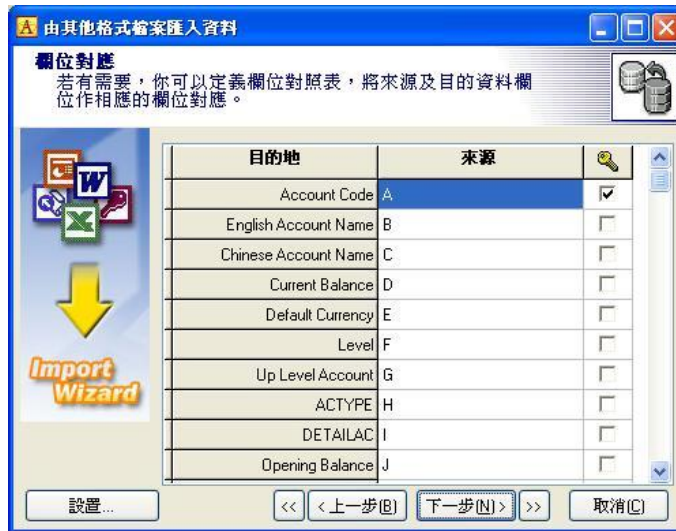 由其他格式檔案匯入資料
欄位對應
若有需要，你可以定義欄位對照表，將來源及目的資料欄
位作相應的欄位對應。
目的地 來源
Account Code A
English Account Name B
Chinese Account Name C
Current Balance D
Default Currency E
Level F
Up Level Account G
ACTYPE H
DETAILAC I
Opening Balance J
Import
Wizard
設置... << <上一步(B) 下一步(N)> >> 取消(C)